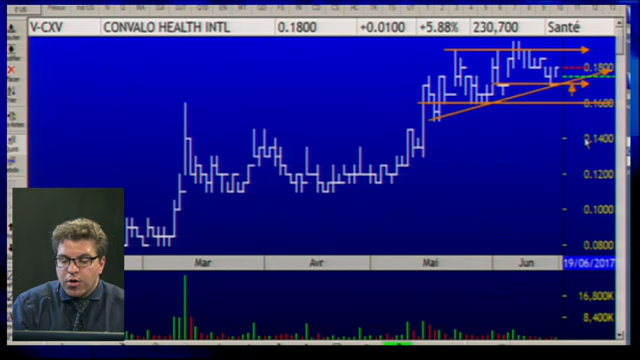 V-CXV CONVALO HEALTH INTL 0.1800 +0.0100 +5.88% 230,700 Santé
0.1800
0.1600
0.1400
0.1200
0.1000
0.0800
Mar Avr Mai Jun 19/06/2017
16,800K
8,400K